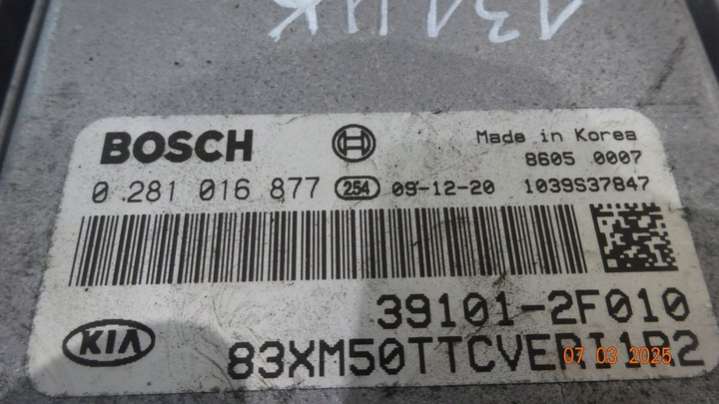 131HK
BOSCH
Made in Korea
8605 0007
0 281 016 877 254 09-12-20 1039S37847
39101-2F010
KIA
83XM50TTCVERI1R2
07 03 2025